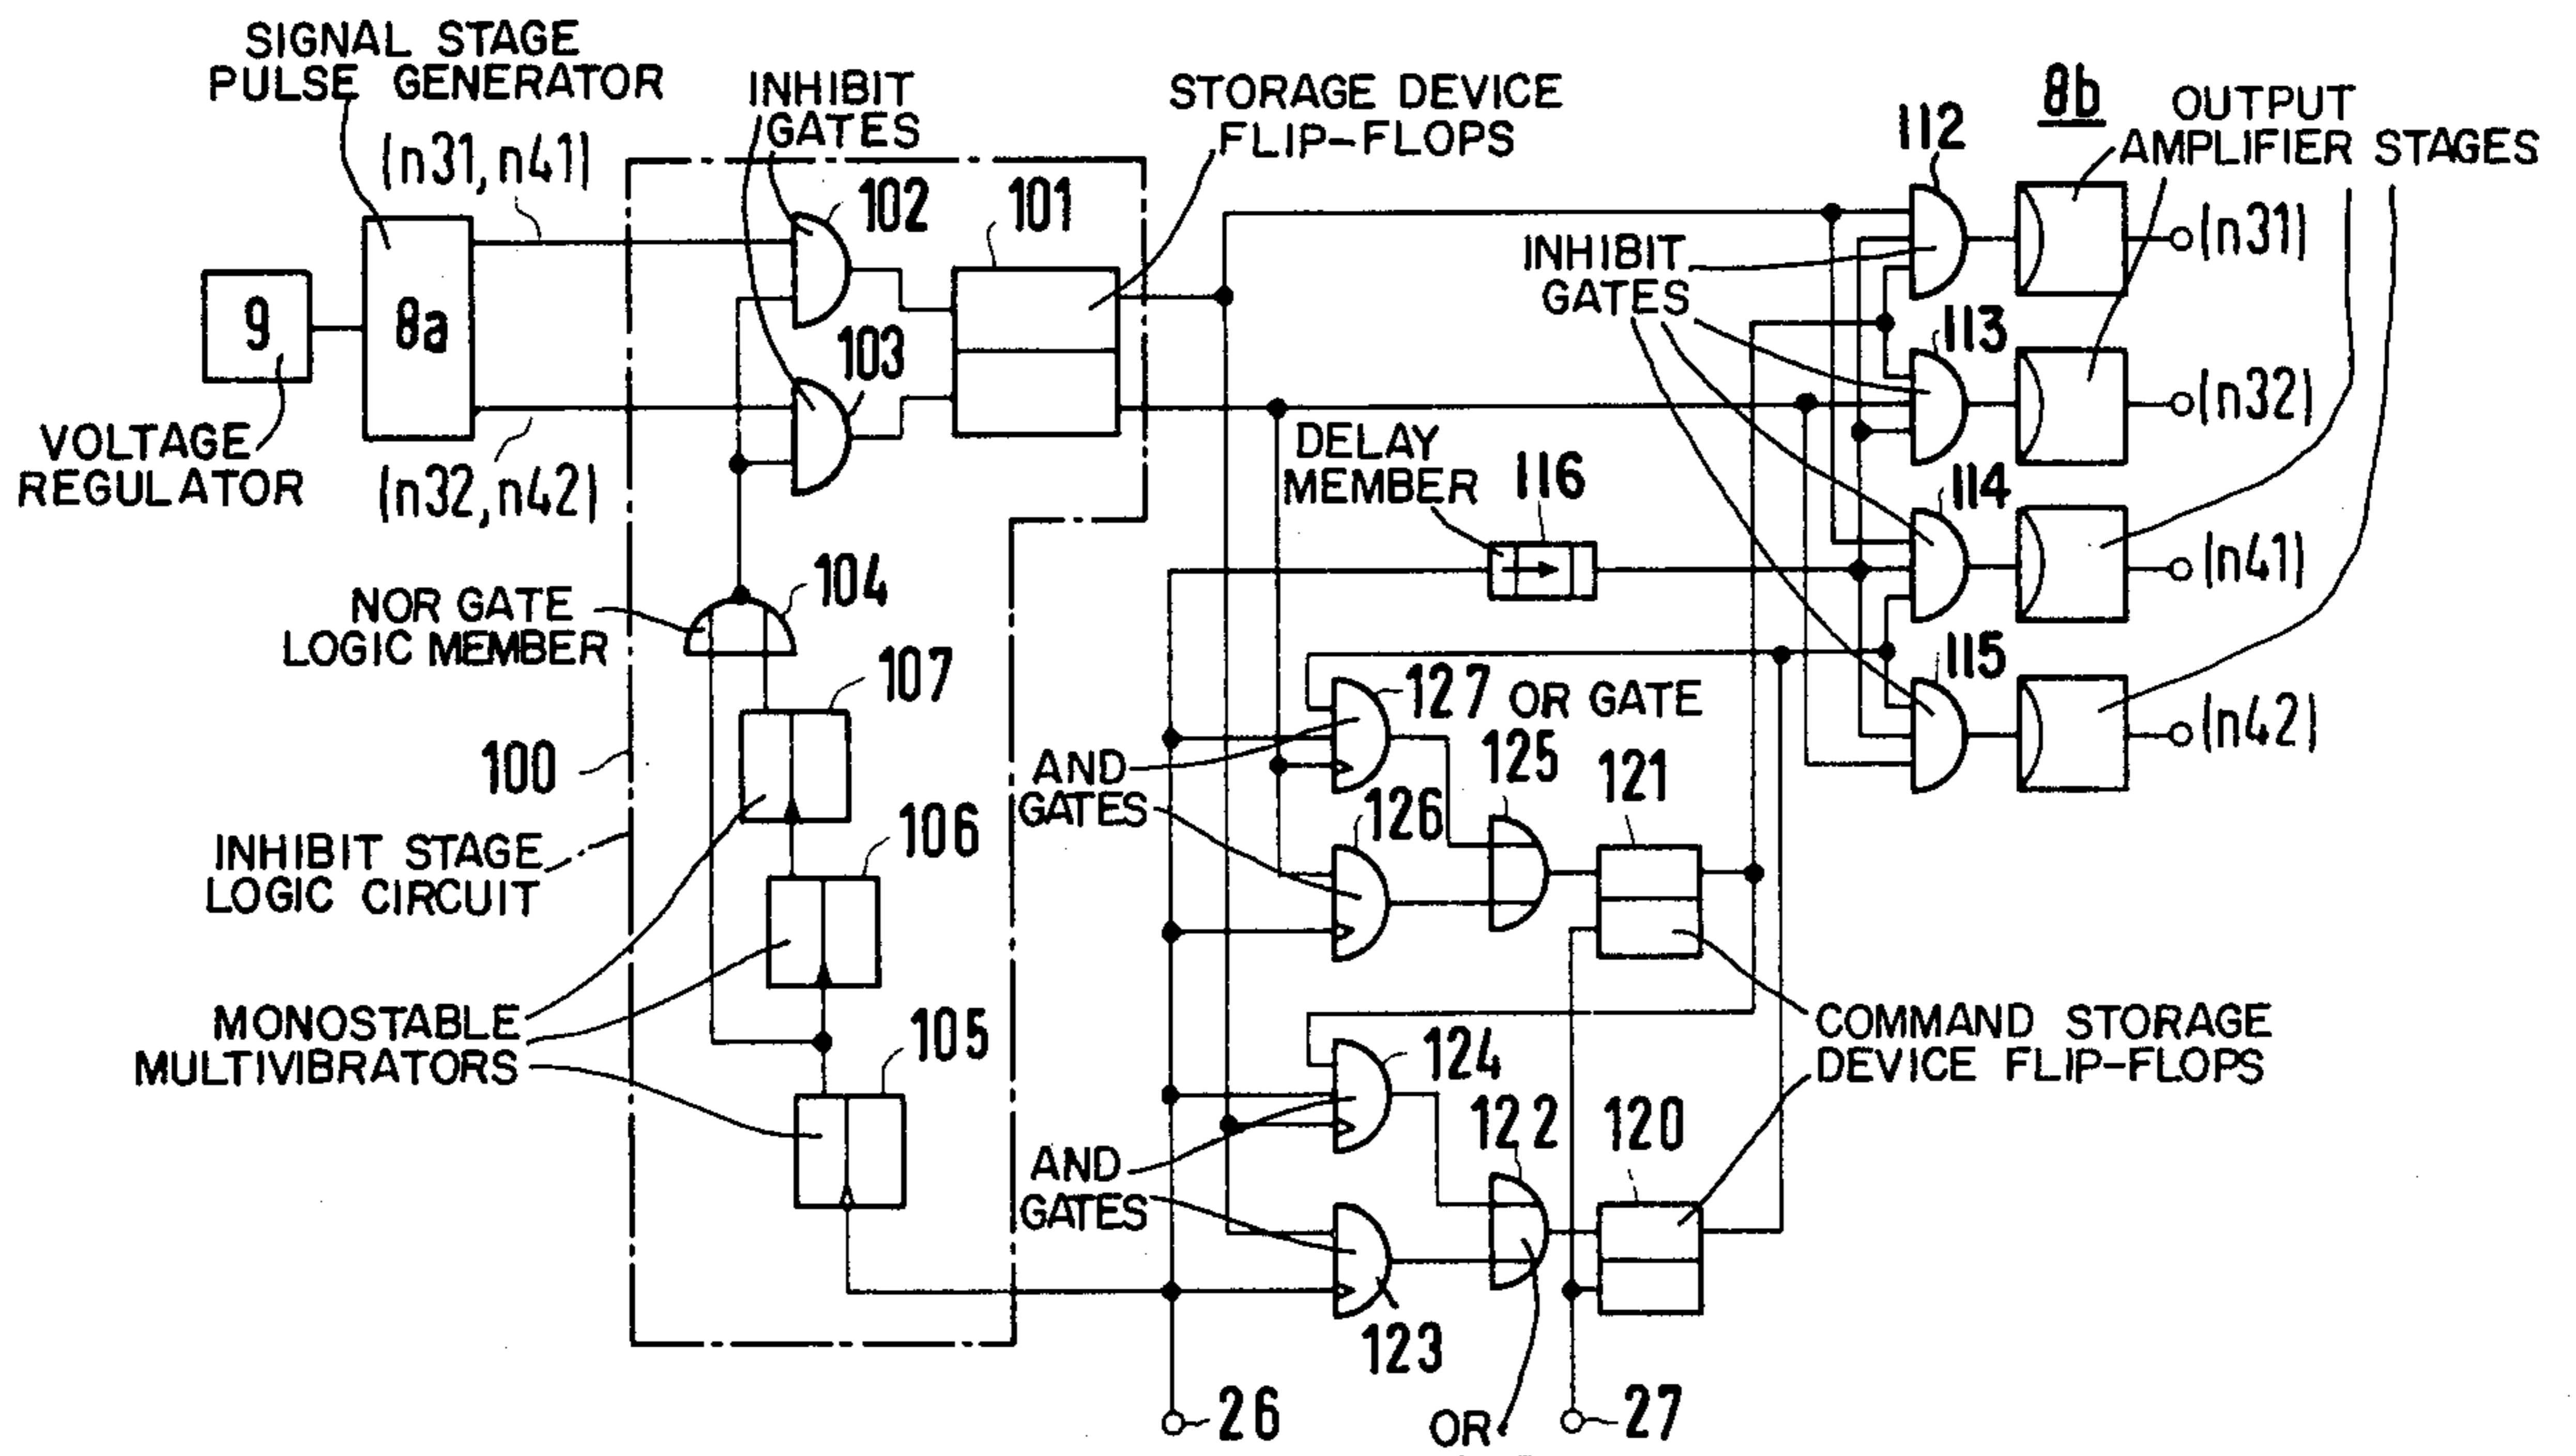 SIGNAL STAGE
PULSE GENERATOR
(n31,n41)
INHIBIT
GATES
102
STORAGE DEVICE
FLIP-FLOPS
101
112
8b
OUTPUT
AMPLIFIER STAGES
(n31)
INHIBIT
GATES
9
8a
103
113
(n32)
VOLTAGE
REGULATOR
(n32,n42)
DELAY
MEMBER
116
114
(n41)
NOR GATE
LOGIC MEMBER
104
107
127
OR GATE
125
115
(n42)
100
AND
GATES
126
121
INHIBIT STAGE
LOGIC CIRCUIT
106
MONOSTABLE
MULTIVIBRATORS
105
124
COMMAND STORAGE
DEVICE FLIP-FLOPS
AND
GATES
122
120
123
26
OR
27